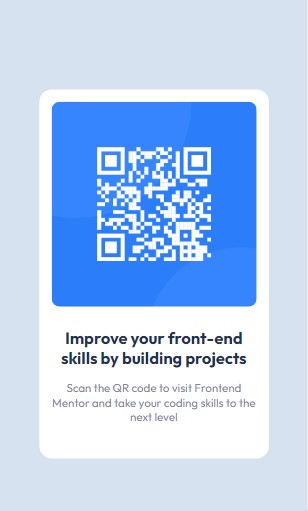 Improve your front-end
skills by building projects
Scan the QR code to visit Frontend
Mentor and take your coding skills to the
next level